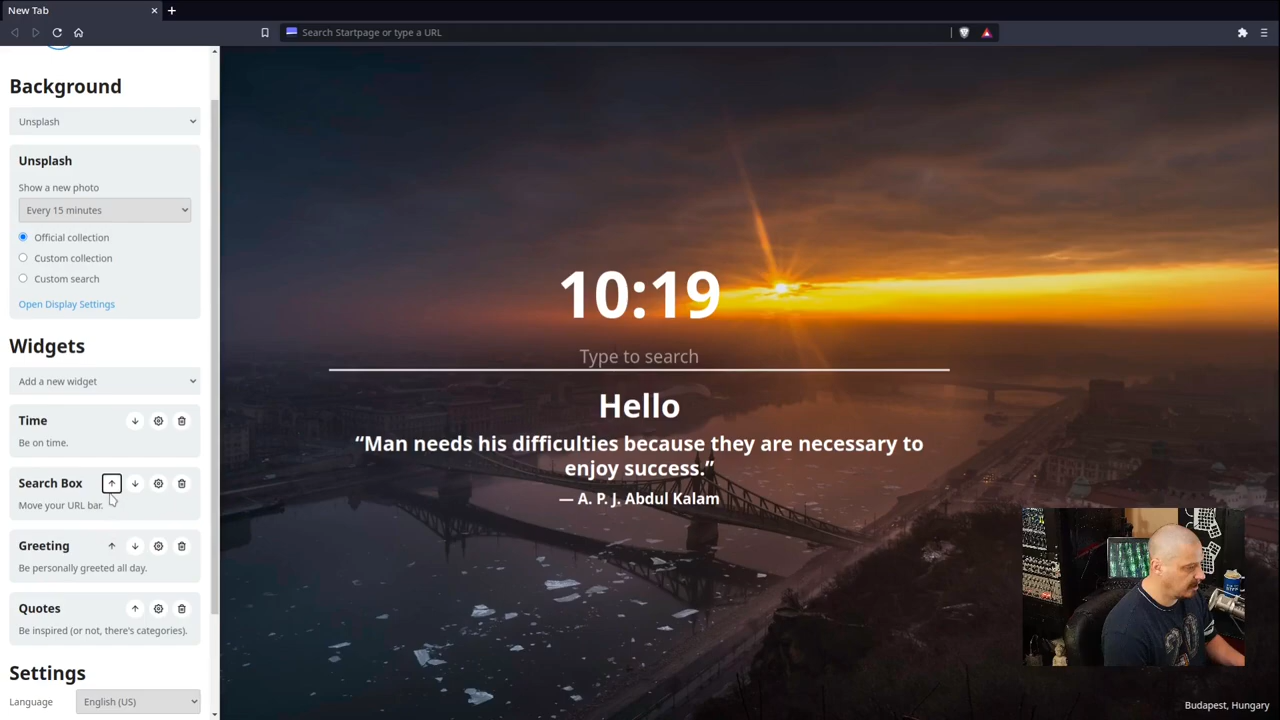 New Tab
Search Startpage or type a URL
Background
Unsplash
Unsplash
Show a new photo
Every 15 minutes
Official collection
Custom collection
Custom search
Open Display Settings
Widgets
Add a new widget
Time
Be on time.
Search Box
Move your URL bar.
Greeting
Be personally greeted all day.
Quotes
Be inspired (or not, there's categories).
Settings
Language English (US)
10:19
Type to search
Hello
“Man needs his difficulties because they are necessary to
enjoy success.”
— A. P. J. Abdul Kalam
Budapest, Hungary